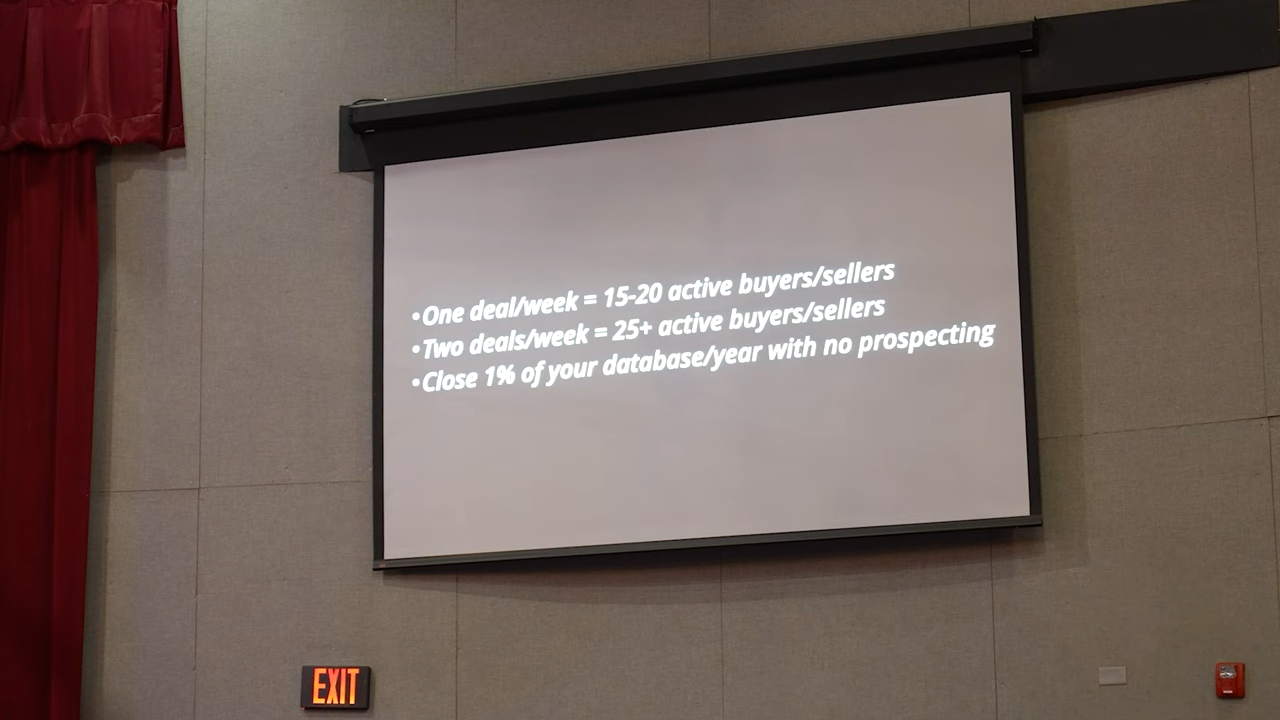 •One deal/week = 15-20 active buyers/sellers
•Two deals/week = 25+ active buyers/sellers
•Close 1% of your database/year with no prospecting
EXIT